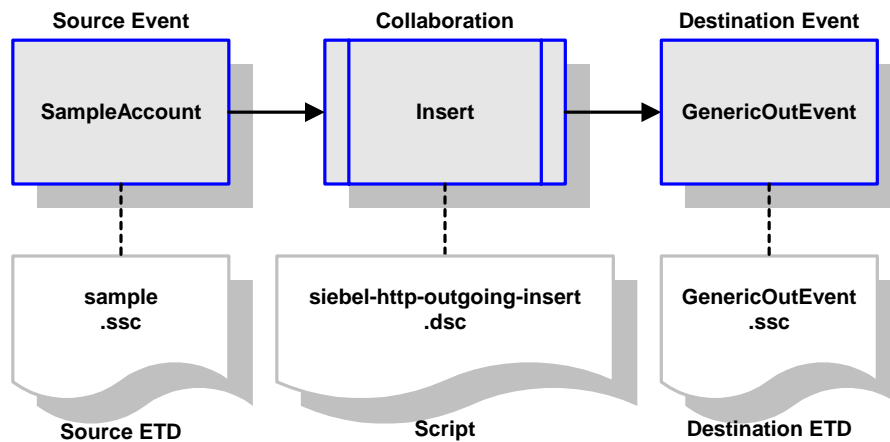 Source Event
Collaboration
Destination Event
SampleAccount
Insert
GenericOutEvent
sample
.ssc
siebel-http-outgoing-insert
.dsc
GenericOutEvent
.ssc
Source ETD
Script
Destination ETD